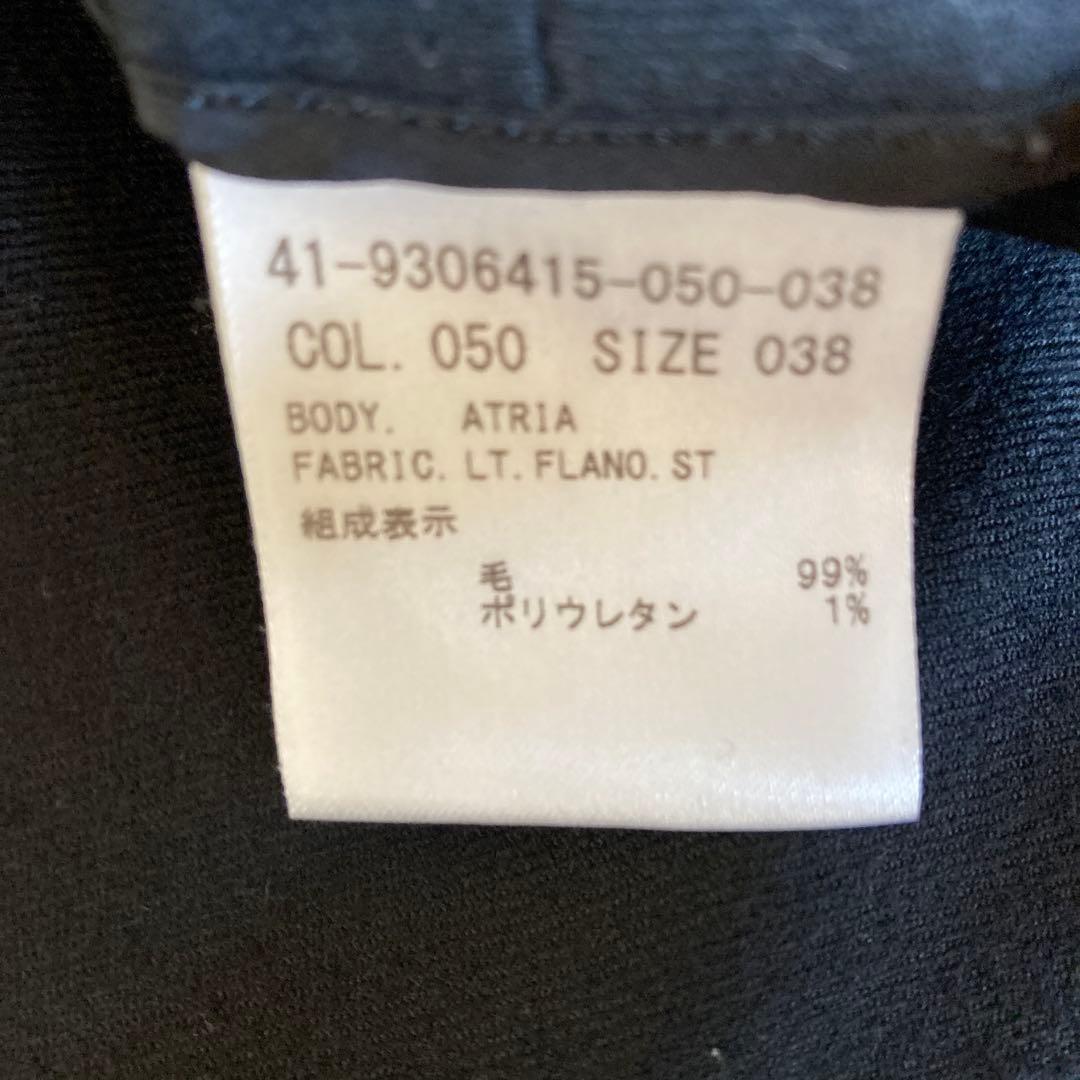 41-9306415-050-038
COL. 050 SIZE 038
BODY. ATRIA
FABRIC. LT. FLANO. ST
組成表示
毛 99%
ポリウレタン 1%